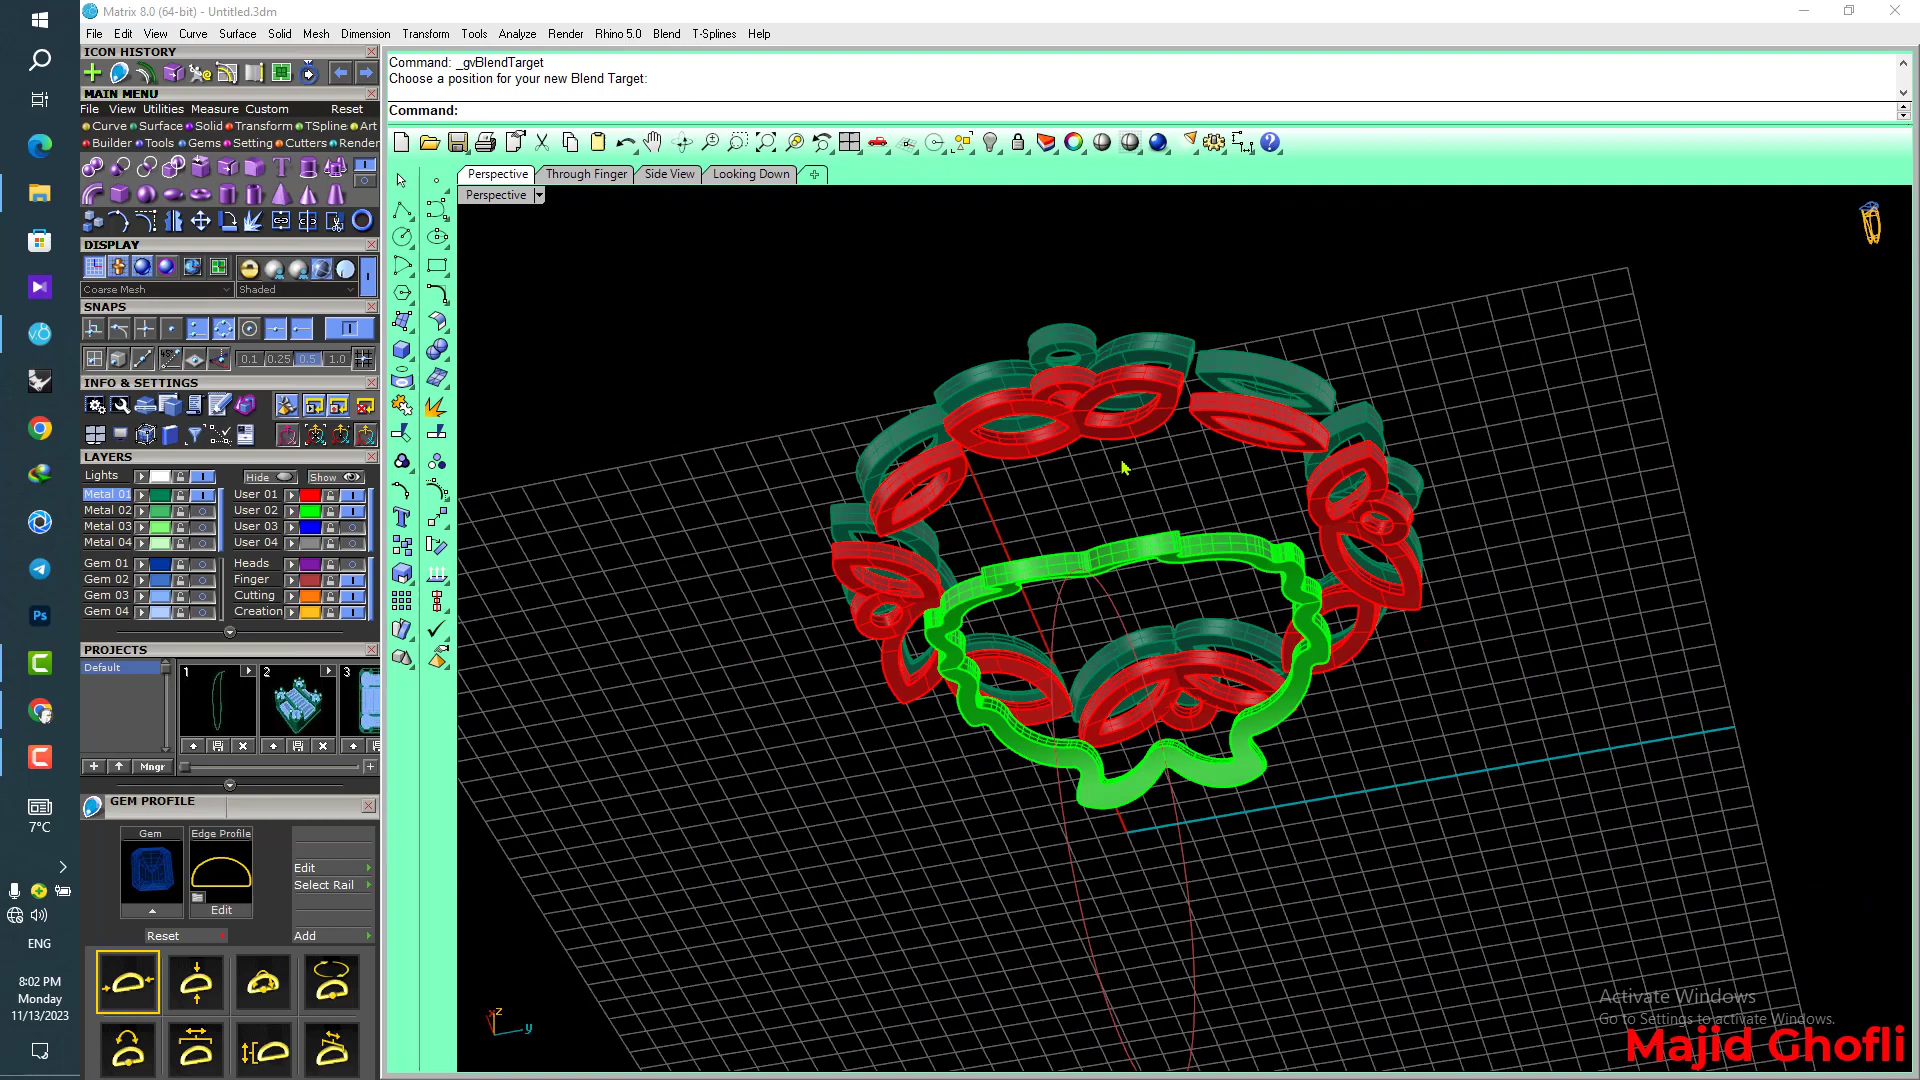 Matrix 8.0 (64-bit) - Untitled.3dm
File Edit View Curve Surface Solid Mesh Dimension Transform Tools Analyze Render Rhino 5.0 Blend T-Splines Help
ICON HISTORY
MAIN MENU
File View Utilities Measure Custom Reset
Curve Surface Solid Transform TSpline Art
Builder Tools Gems Setting Cutters Render
DISPLAY
Coarse Mesh Shaded
SNAPS
0.1 0.25 0.5 1.0
INFO & SETTINGS
LAYERS
Lights Hide Show
Metal 01 User 01
Metal 02 User 02
Metal 03 User 03
Metal 04 User 04
Gem 01 Heads
Gem 02 Finger
Gem 03 Cutting
Gem 04 Creation
PROJECTS
Default
1 2 3
Mngr
GEM PROFILE
Gem Edge Profile
Edit
Select Rail
Edit
Reset Add
Command: _gvBlendTarget
Choose a position for your new Blend Target:
Command:
Perspective Through Finger Side View Looking Down
Perspective
z
x
y
7°C
ENG
8:02 PM
Monday
11/13/2023
Ps
Activate Windows
Go to Settings to activate Windows.
Majid Ghofli